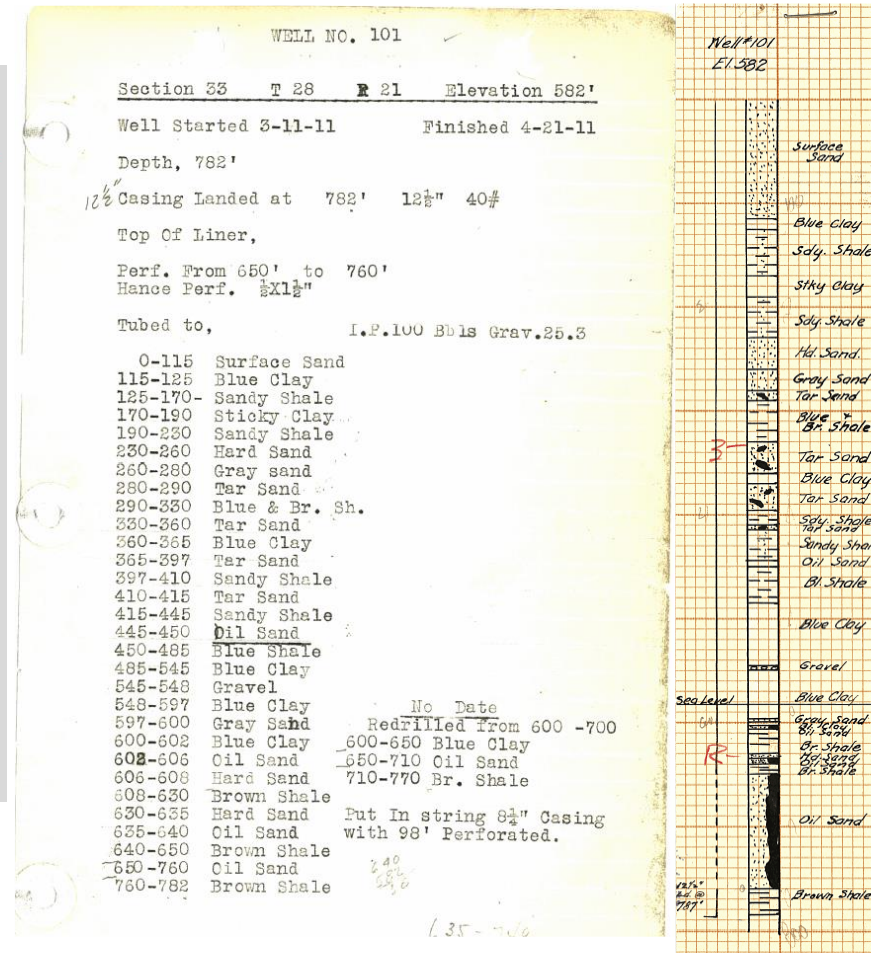 WELL NO. 101
Section 33 T 28 R 21 Elevation 582'
Well Started 3-11-11 Finished 4-21-11
Depth, 782'
12½" Casing Landed at 782' 12½" 40#
Top Of Liner,
Perf. From 650' to 760'
Hance Perf. ½X1½"
Tubed to, I.P.100 Bbls Grav.25.3
0-115 Surface Sand
115-125 Blue Clay
125-170- Sandy Shale
170-190 Sticky Clay
190-230 Sandy Shale
230-260 Hard Sand
260-280 Gray sand
280-290 Tar Sand
290-330 Blue & Br. Sh.
330-360 Tar Sand
360-365 Blue Clay
365-397 Tar Sand
397-410 Sandy Shale
410-415 Tar Sand
415-445 Sandy Shale
445-450 Oil Sand
450-485 Blue Shale
485-545 Blue Clay
545-548 Gravel
548-597 Blue Clay
597-600 Gray Sand
600-602 Blue Clay
602-606 Oil Sand
606-608 Hard Sand
608-630 Brown Shale
630-635 Hard Sand
635-640 Oil Sand
640-650 Brown Shale
650-760 Oil Sand
760-782 Brown Shale
No Date
Redrilled from 600 -700
600-650 Blue Clay
650-710 Oil Sand
710-770 Br. Shale
Put In string 8¼" Casing
with 98' Perforated.
Well#101
El. 582
Surface
Sand
Blue Clay
Sdy. Shale
Stky Clay
Sdy. Shale
Hd. Sand.
Gray Sand
Tar Sand
Blue &
Br. Shale
3-
Tar Sand
Blue Clay
Tar Sand
Sdy. Shale
Tar Sand
Sandy Shal
Oil Sand
Bl. Shale
Blue Clay
Gravel
Sea Level
Blue Clay
Gray Sand
Bl. Clay
Oil Sand
Br. Shale
R-
Hd. Sand
Oil Sand
Br. Shale
Oil Sand
12½"
@
787'
Brown Shale